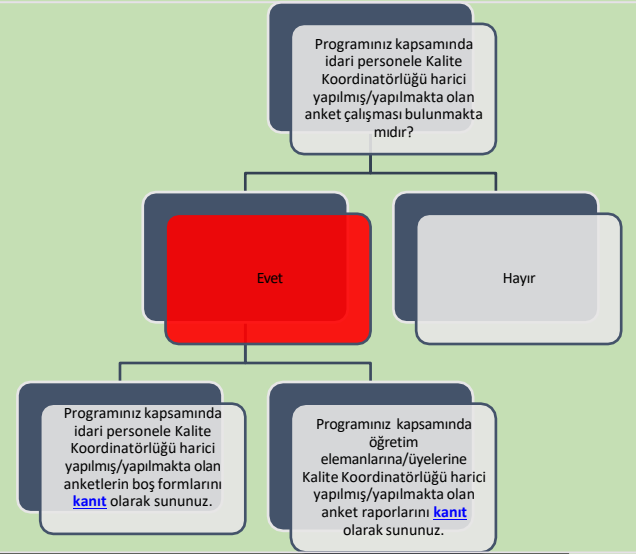 Programınız kapsamında
idari personele Kalite
Koordinatörlüğü harici
yapılmış/yapılmakta olan
anket çalışması bulunmakta
mıdır?
Evet
Hayır
Programınız kapsamında
idari personele Kalite
Koordinatörlüğü harici
yapılmış/yapılmakta olan
anketlerin boş formlarını
kanıt olarak sununuz.
Programınız kapsamında
öğretim
elemanlarına/üyelerine
Kalite Koordinatörlüğü harici
yapılmış/yapılmakta olan
anket raporlarını kanıt
olarak sununuz.